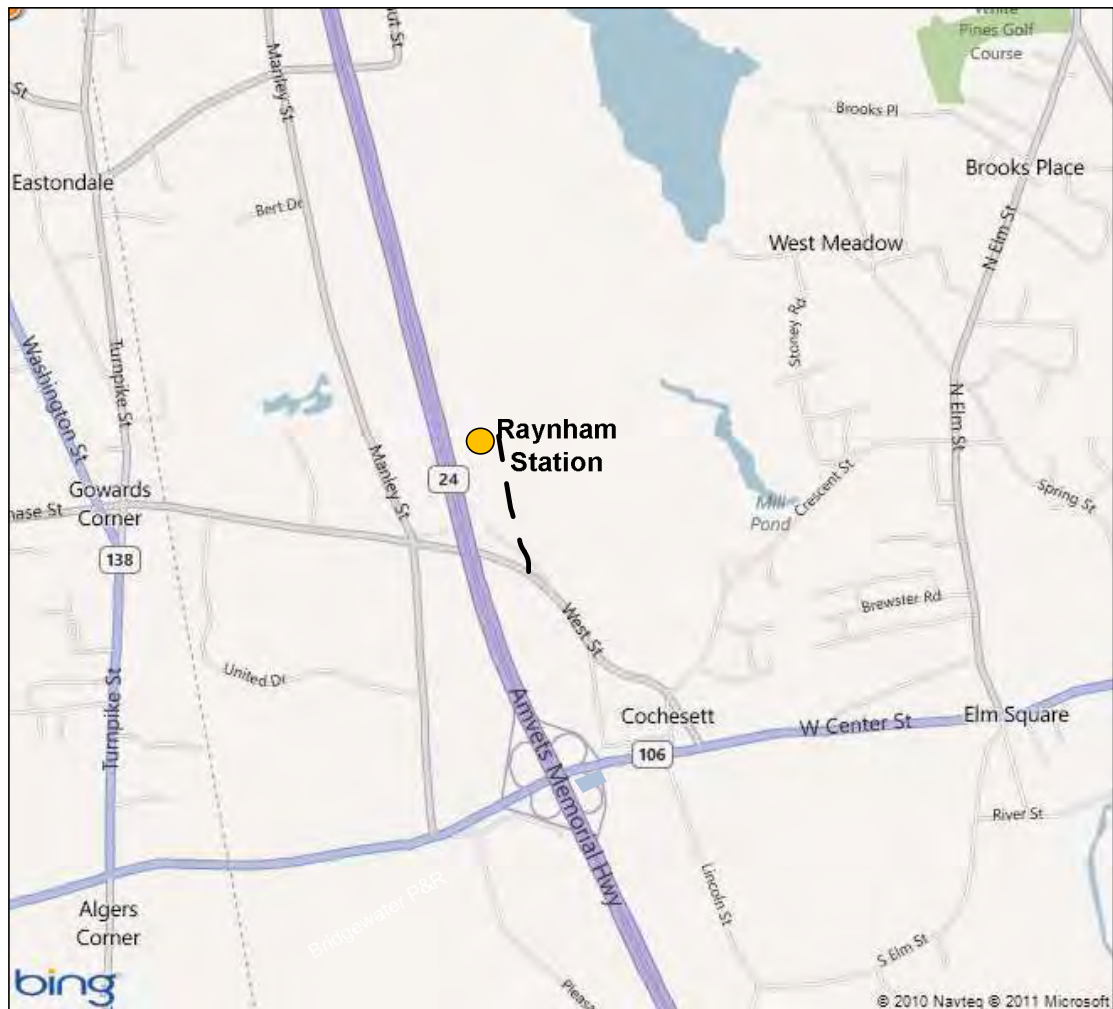 Pines Golf
Course
Manley St
St
Brooks Pl
Eastondale
Brooks Place
Bert Dr
N Elm St
West Meadow
Stoney Rd
Washington St
Turnpike St
N Elm St
Raynham
Station
24
Manley St
Crescent St
Spring St
Gowards
Corner
Mill
Pond
138
Brewster Rd
West St
United Dr
Turnpike St
Amvets Memorial Hwy
Cochesett
W Center St
Elm Square
106
River St
Lincoln St
Bridgewater P&R
Algers
Corner
S Elm St
bing
© 2010 Navteq © 2011 Microsoft